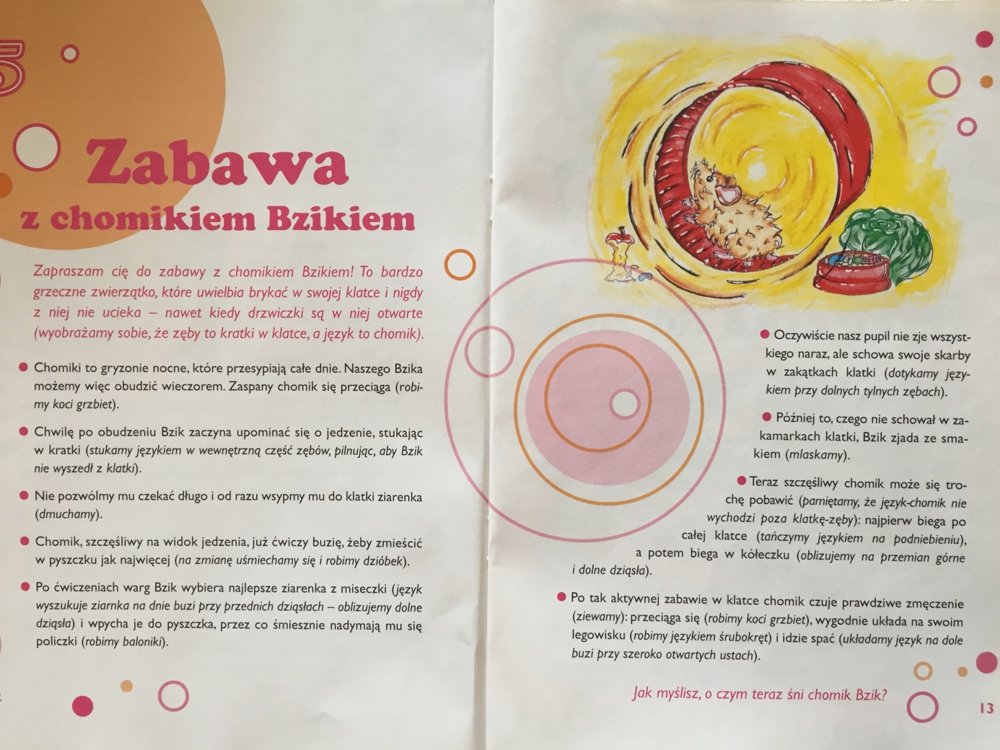 5
Zabawa
z chomikiem Bzikiem
Zapraszam cię do zabawy z chomikiem Bzikiem! To bardzo
grzeczne zwierzątko, które uwielbia brykać w swojej klatce i nigdy
z niej nie ucieka – nawet kiedy drzwiczki są w niej otwarte
(wyobrażamy sobie, że zęby to kratki w klatce, a język to chomik).
● Chomiki to gryzonie nocne, które przesypiają całe dnie. Naszego Bzika
możemy więc obudzić wieczorem. Zaspany chomik się przeciąga (robi-
my koci grzbiet).
● Chwilę po obudzeniu Bzik zaczyna upominać się o jedzenie, stukając
w kratki (stukamy językiem w wewnętrzną część zębów, pilnując, aby Bzik
nie wyszedł z klatki).
● Nie pozwólmy mu czekać długo i od razu wsypmy mu do klatki ziarenka
(dmuchamy).
● Chomik, szczęśliwy na widok jedzenia, już ćwiczy buzię, żeby zmieścić
w pyszczku jak najwięcej (na zmianę uśmiechamy się i robimy dzióbek).
● Po ćwiczeniach warg Bzik wybiera najlepsze ziarenka z miseczki (język
wyszukuje ziarnka na dnie buzi przy przednich dziąsłach – oblizujemy dolne
dziąsła) i wpycha je do pyszczka, przez co śmiesznie nadymają mu się
policzki (robimy baloniki).
● Oczywiście nasz pupil nie zje wszyst-
kiego naraz, ale schowa swoje skarby
w zakątkach klatki (dotykamy języ-
kiem przy dolnych tylnych zębach).
● Później to, czego nie schował w za-
kamarkach klatki, Bzik zjada ze sma-
kiem (mlaskamy).
● Teraz szczęśliwy chomik może się tro-
chę pobawić (pamiętamy, że język-chomik nie
wychodzi poza klatkę-zęby): najpierw biega po
całej klatce (tańczymy językiem na podniebieniu),
a potem biega w kółeczku (oblizujemy na przemian górne
i dolne dziąsła).
● Po tak aktywnej zabawie w klatce chomik czuje prawdziwe zmęczenie
(ziewamy): przeciąga się (robimy koci grzbiet), wygodnie układa na swoim
legowisku (robimy językiem śrubokręt) i idzie spać (układamy język na dole
buzi przy szeroko otwartych ustach).
Jak myślisz, o czym teraz śni chomik Bzik?
13